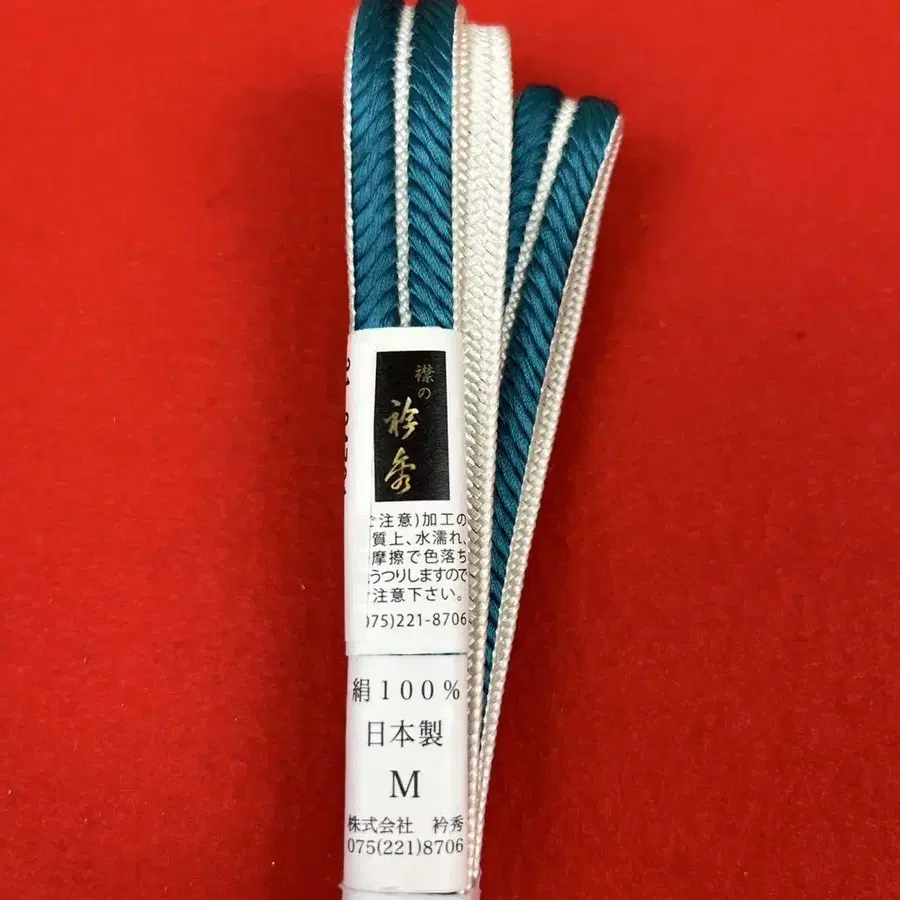 襟の
衿秀
ご注意)加工の
質上、水濡れ、
摩擦で色落ち
うつりしますので
ご注意下さい。
075)221-8706
絹100%
日本製
M
株式会社 衿秀
075(221)8706